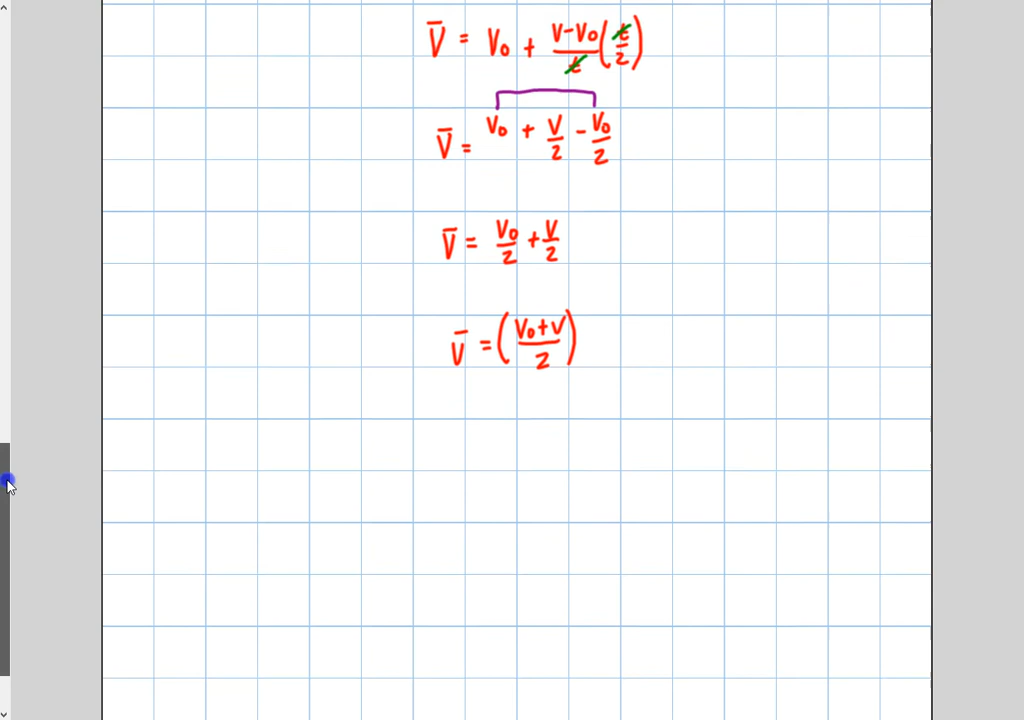 V̄ = V₀ + (V-V₀)/t (t/2)
V̄ = V₀ + V/2 - V₀/2
V̄ = V₀/2 + V/2
V̄ = ((V₀+V)/2)